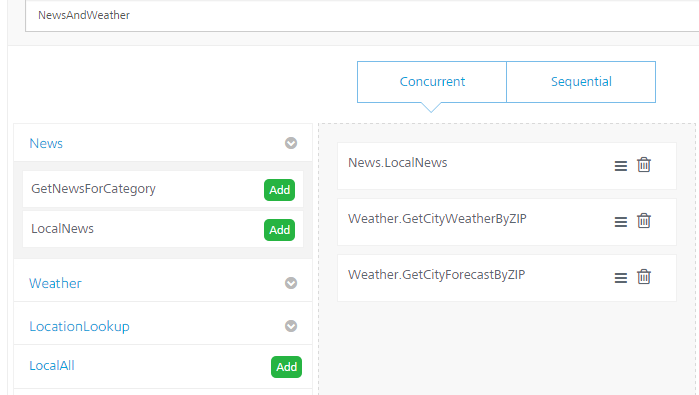 NewsAndWeather
Concurrent
Sequential
News
GetNewsForCategory
Add
LocalNews
Add
Weather
LocationLookup
LocalAll
Add
News.LocalNews
Weather.GetCityWeatherByZIP
Weather.GetCityForecastByZIP